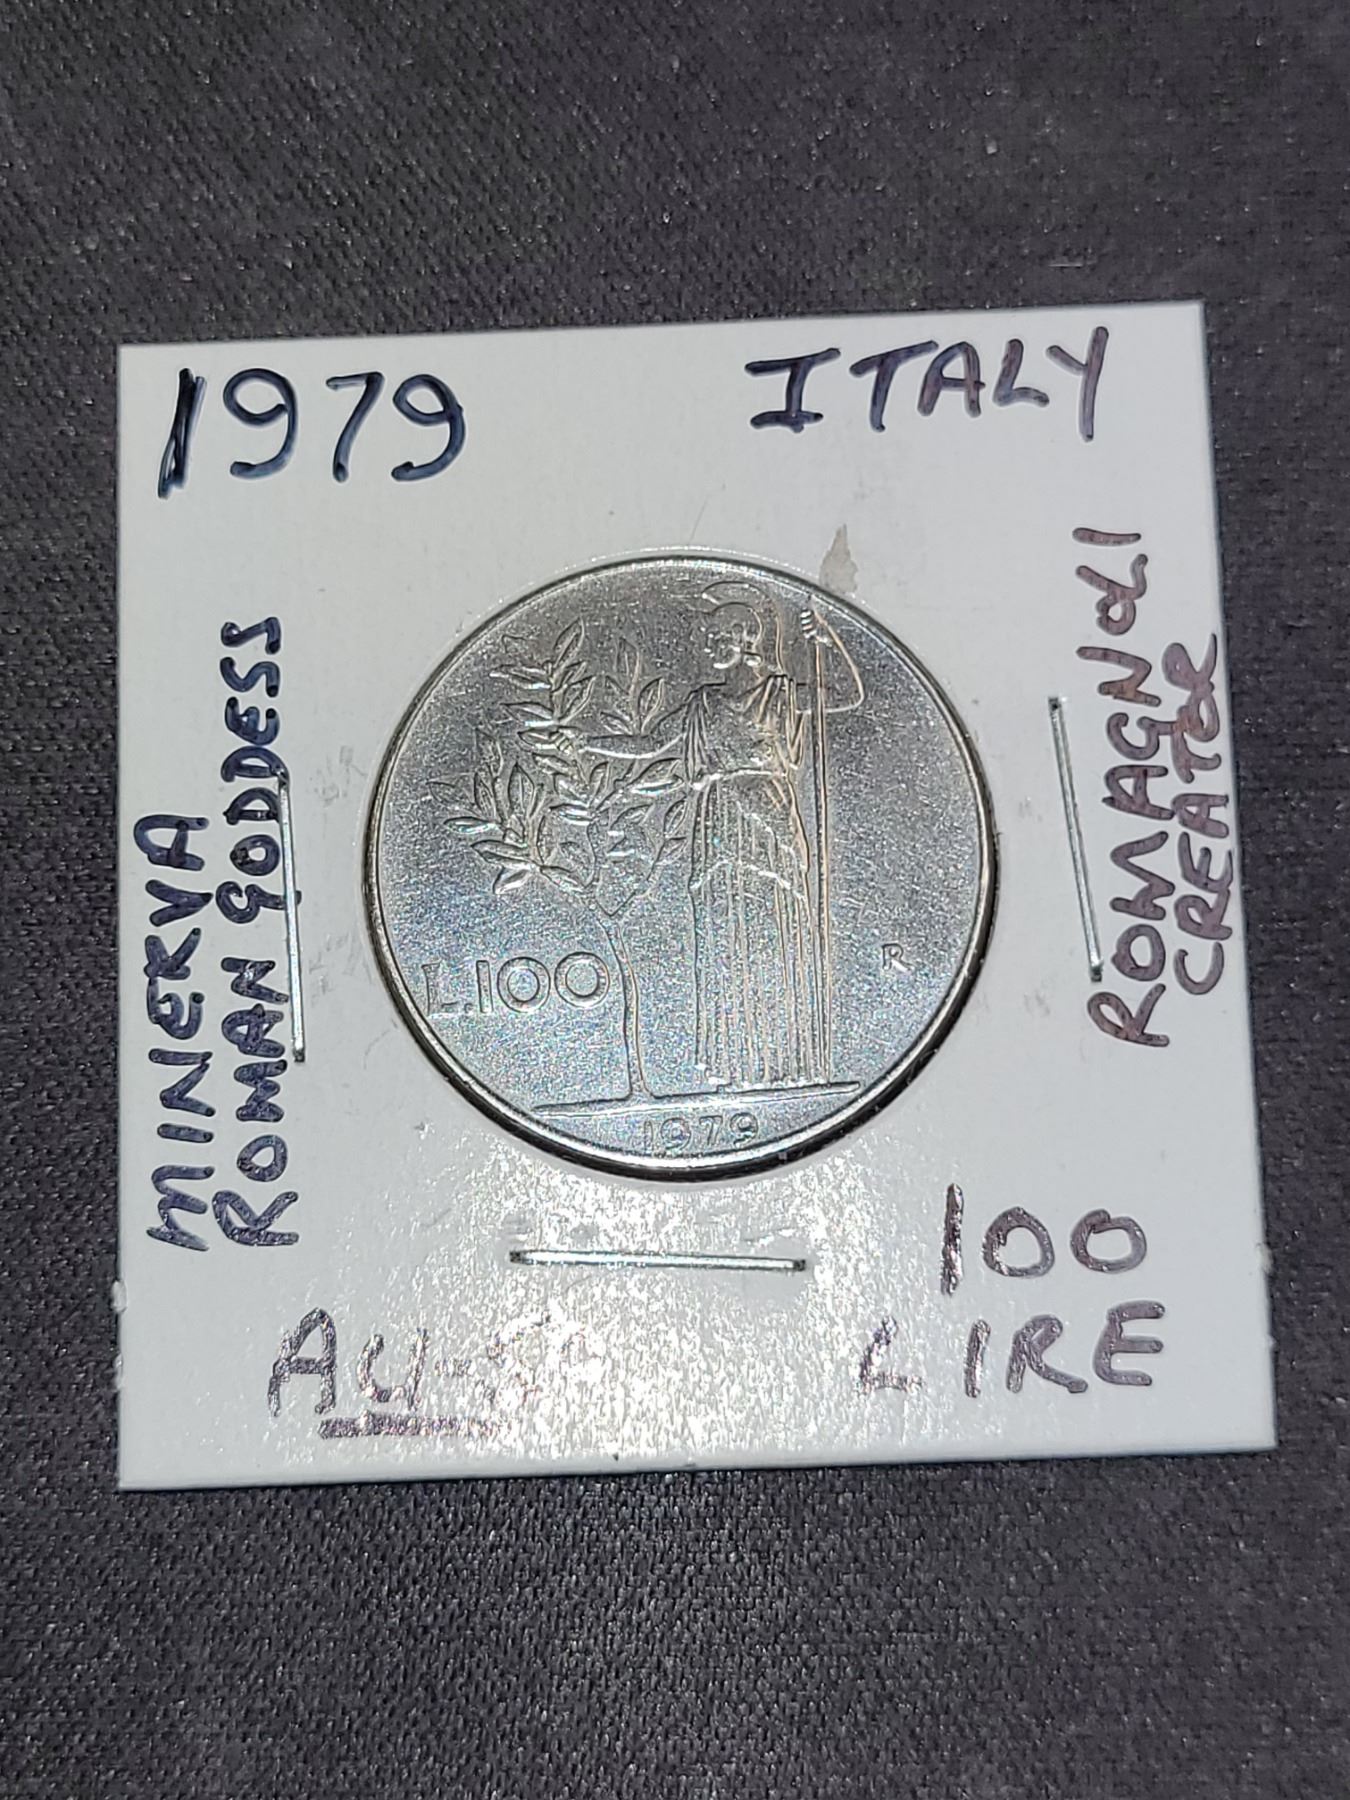 1979
ITALY
MINERVA
ROMAN GODDESS
ROMAGNOLI
CREATOR
L.100
R
1979
100
LIRE